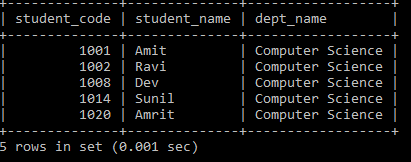 | student_code | student_name | dept_name |
| 1001 | Amit | Computer Science |
| 1002 | Ravi | Computer Science |
| 1008 | Dev | Computer Science |
| 1014 | Sunil | Computer Science |
| 1020 | Amrit | Computer Science |
5 rows in set (0.001 sec)